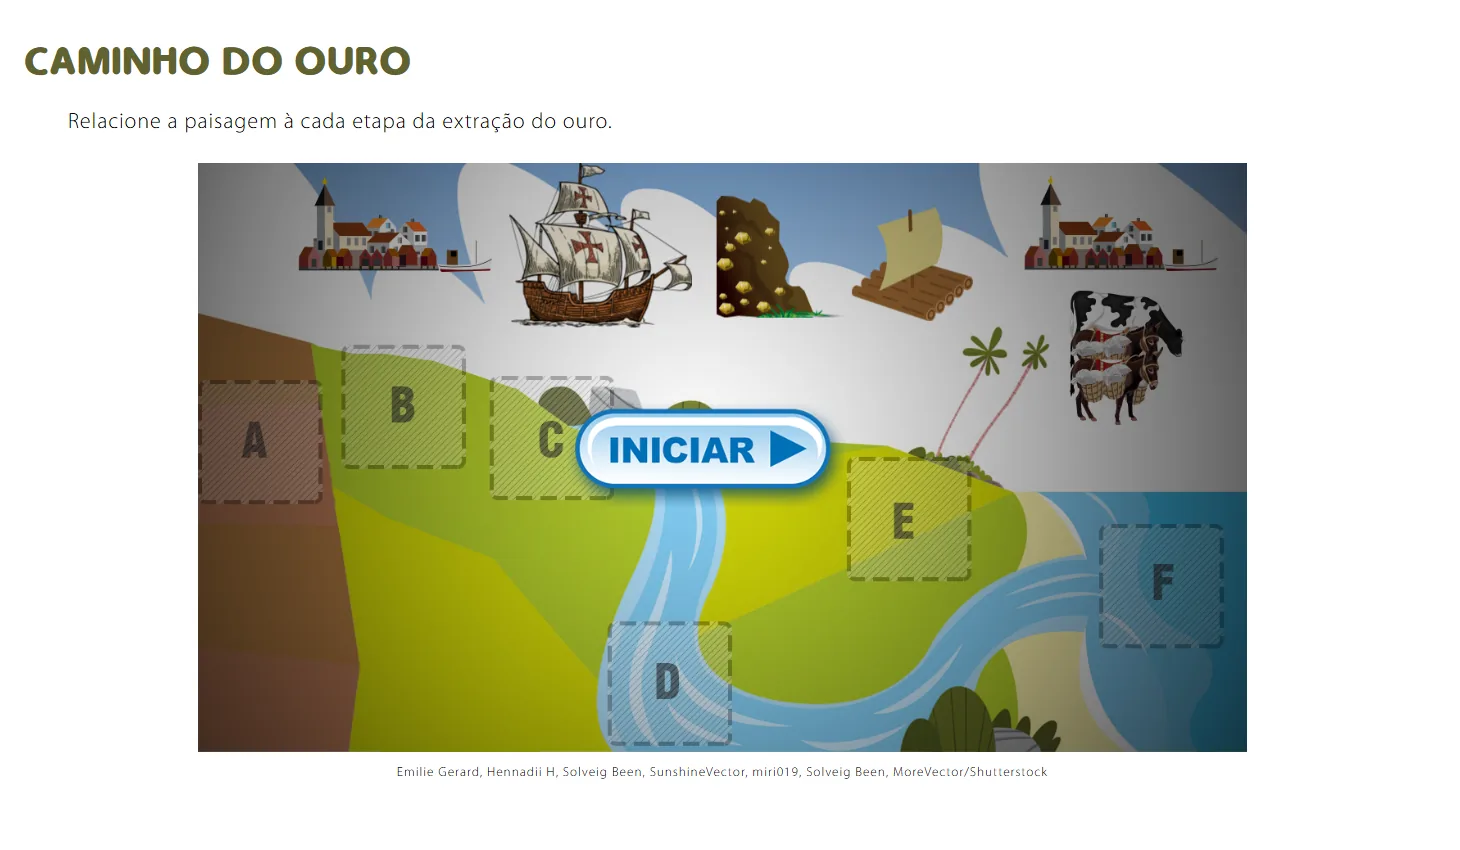 CAMINHO DO OURO
Relacione a paisagem à cada etapa da extração do ouro.
A
B
C
INICIAR
E
F
D
Emilie Gerard, Hennadii H, Solveig Been, SunshineVector, miri019, Solveig Been, MoreVector/Shutterstock